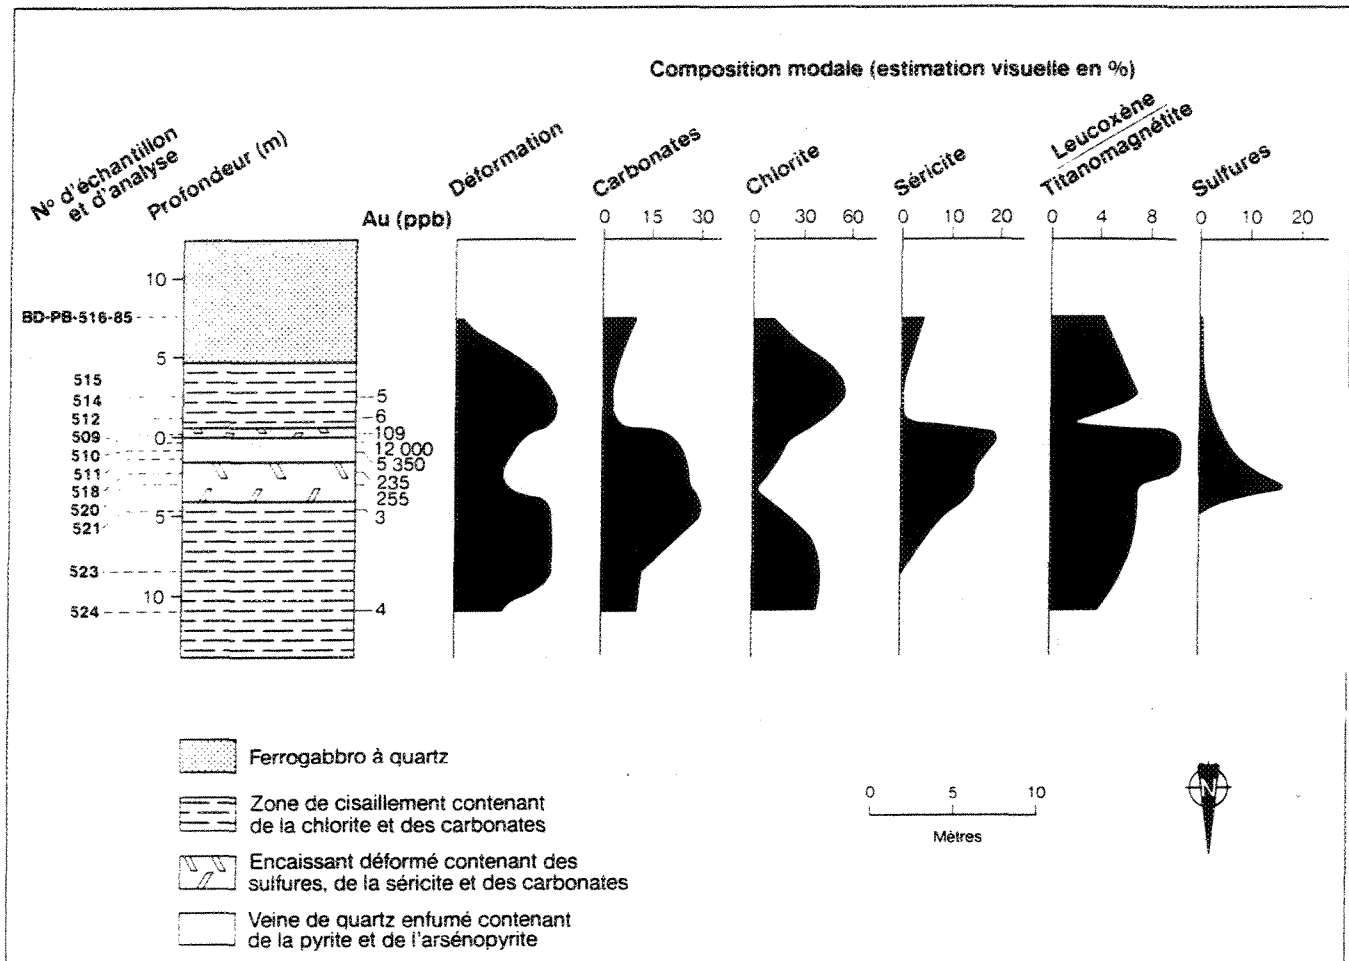 Composition modale (estimation visuelle en %)
Nº d'échantillon
et d'analyse
Profondeur (m)
Au (ppb)
Déformation
Carbonates
Chlorite
Séricite
Leucoxène
Titanomagnétite
Sulfures
0 15 30
0 30 60
0 10 20
0 4 8
0 10 20
10
BD-PB-516-85
5
515
514 5
512 6
509 0 109
510 12 000
5 350
511 235
518 255
520 5 3
521
523
10
524 4
Ferrogabbro à quartz
Zone de cisaillement contenant
de la chlorite et des carbonates
Encaissant déformé contenant des
sulfures, de la séricite et des carbonates
Veine de quartz enfumé contenant
de la pyrite et de l'arsénopyrite
0 5 10
Mètres
N